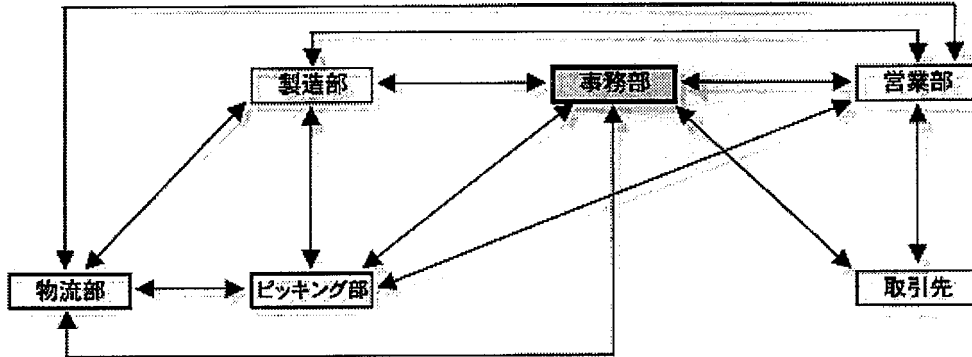 製造部
事務部
営業部
物流部
ピッキング部
取引先